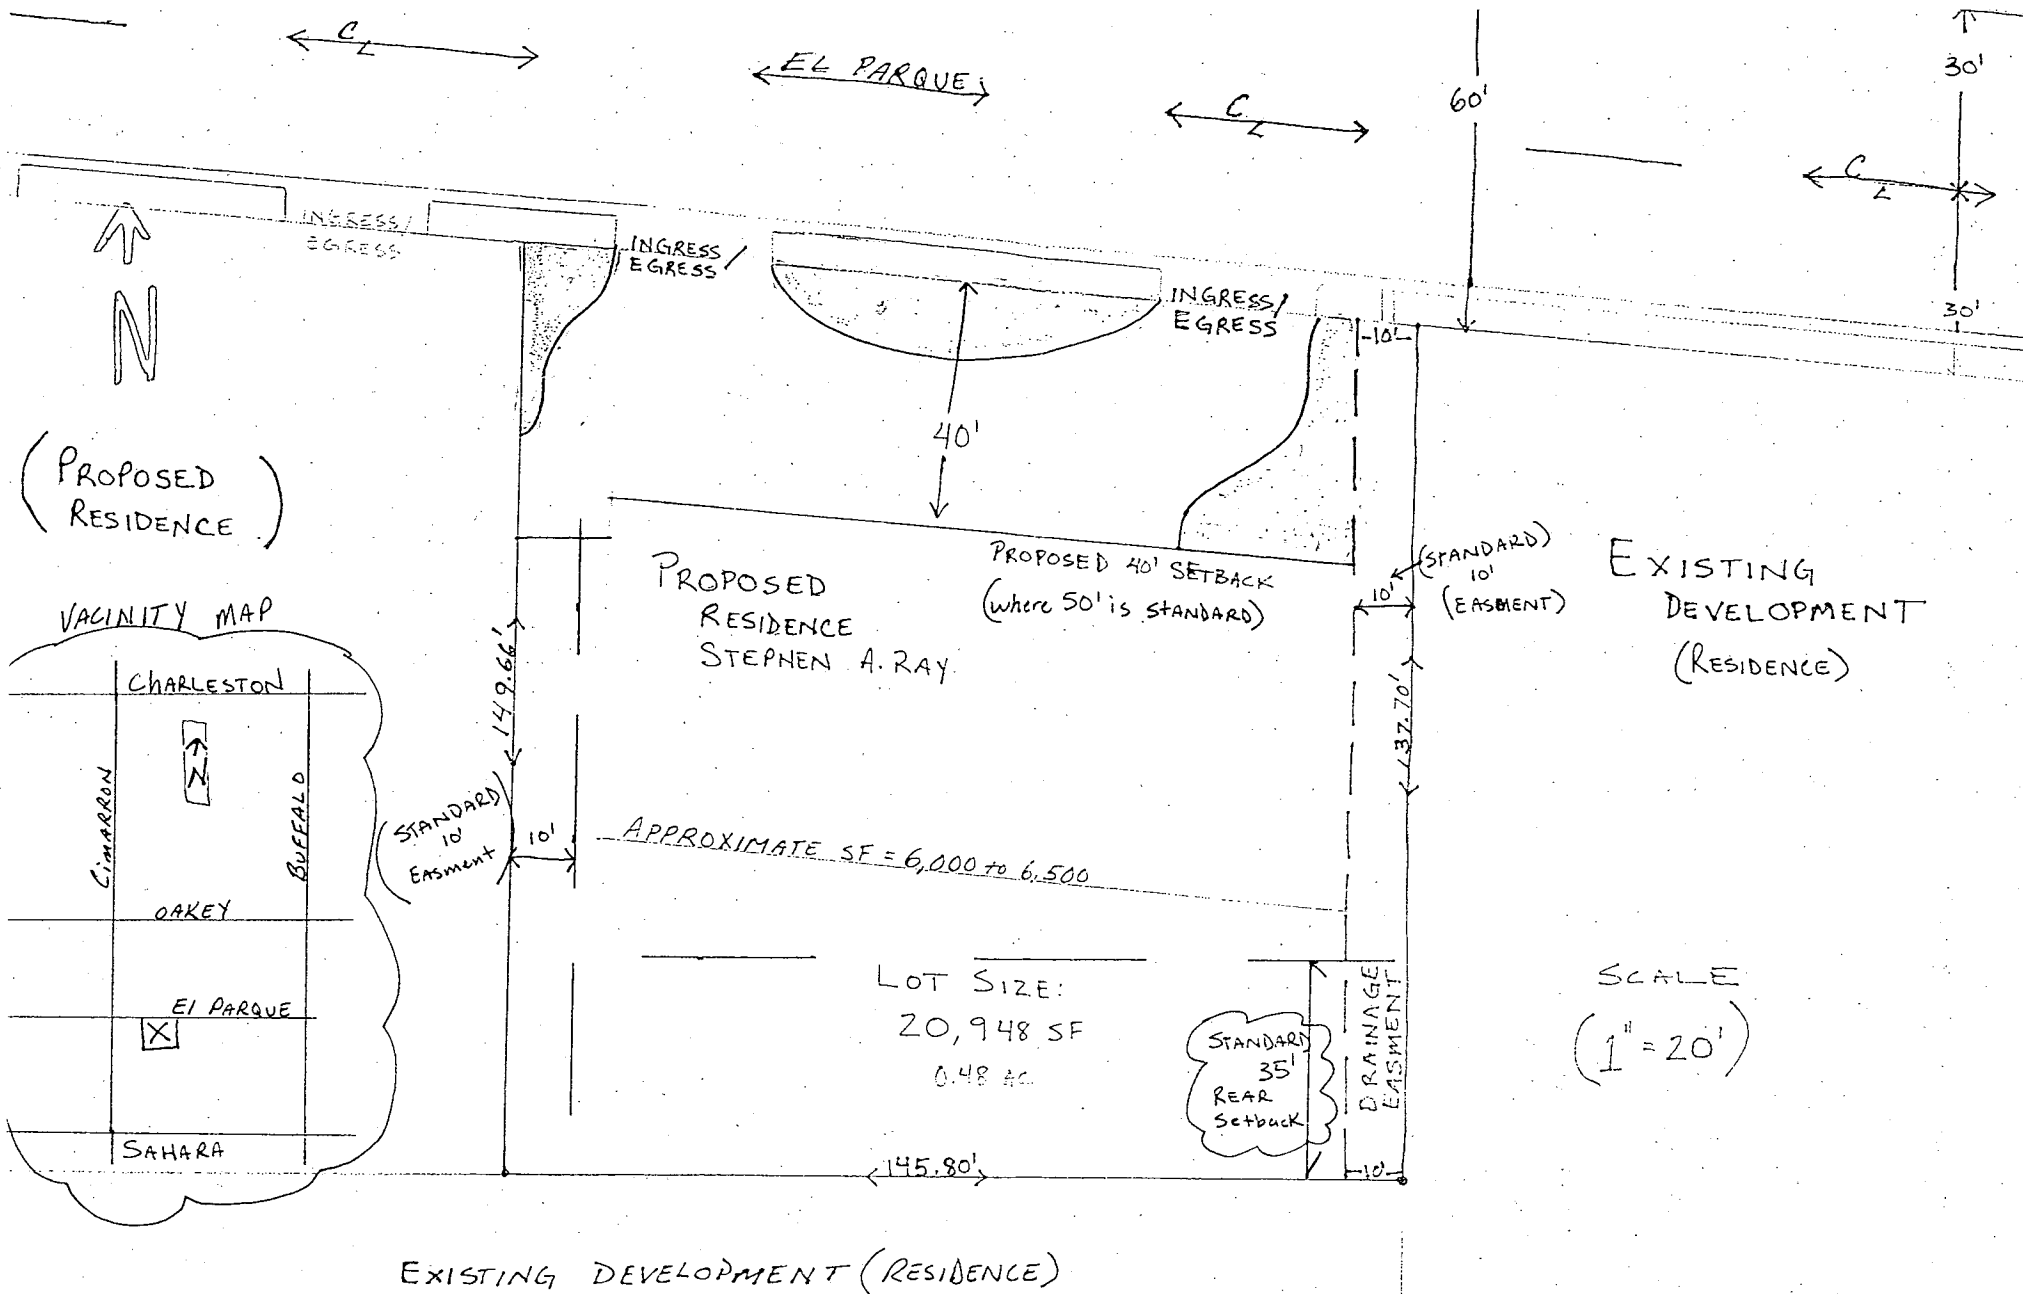 CL
EL PARQUE
CL
60'
30'
CL
30'
INGRESS/
EGRESS
INGRESS/
EGRESS
INGRESS/
EGRESS
10'
N
40'
(PROPOSED
RESIDENCE)
PROPOSED
RESIDENCE
STEPHEN A. RAY
PROPOSED 40' SETBACK
(where 50' is STANDARD)
(STANDARD)
10'
(EASMENT)
10'
EXISTING
DEVELOPMENT
(RESIDENCE)
149.66'
137.70'
VACINITY MAP
CHARLESTON
N
CiMARRON
BUFFALO
OAKEY
El PARQUE
X
SAHARA
(STANDARD)
10'
EASment
10'
APPROXIMATE SF = 6,000 to 6,500
LOT SIZE:
20,948 SF
0.48 AC
STANDARD
35'
REAR
Setback
DRAINAGE
EASMENT
SCALE
(1" = 20')
145.80'
10'
EXISTING DEVELOPMENT (RESIDENCE)